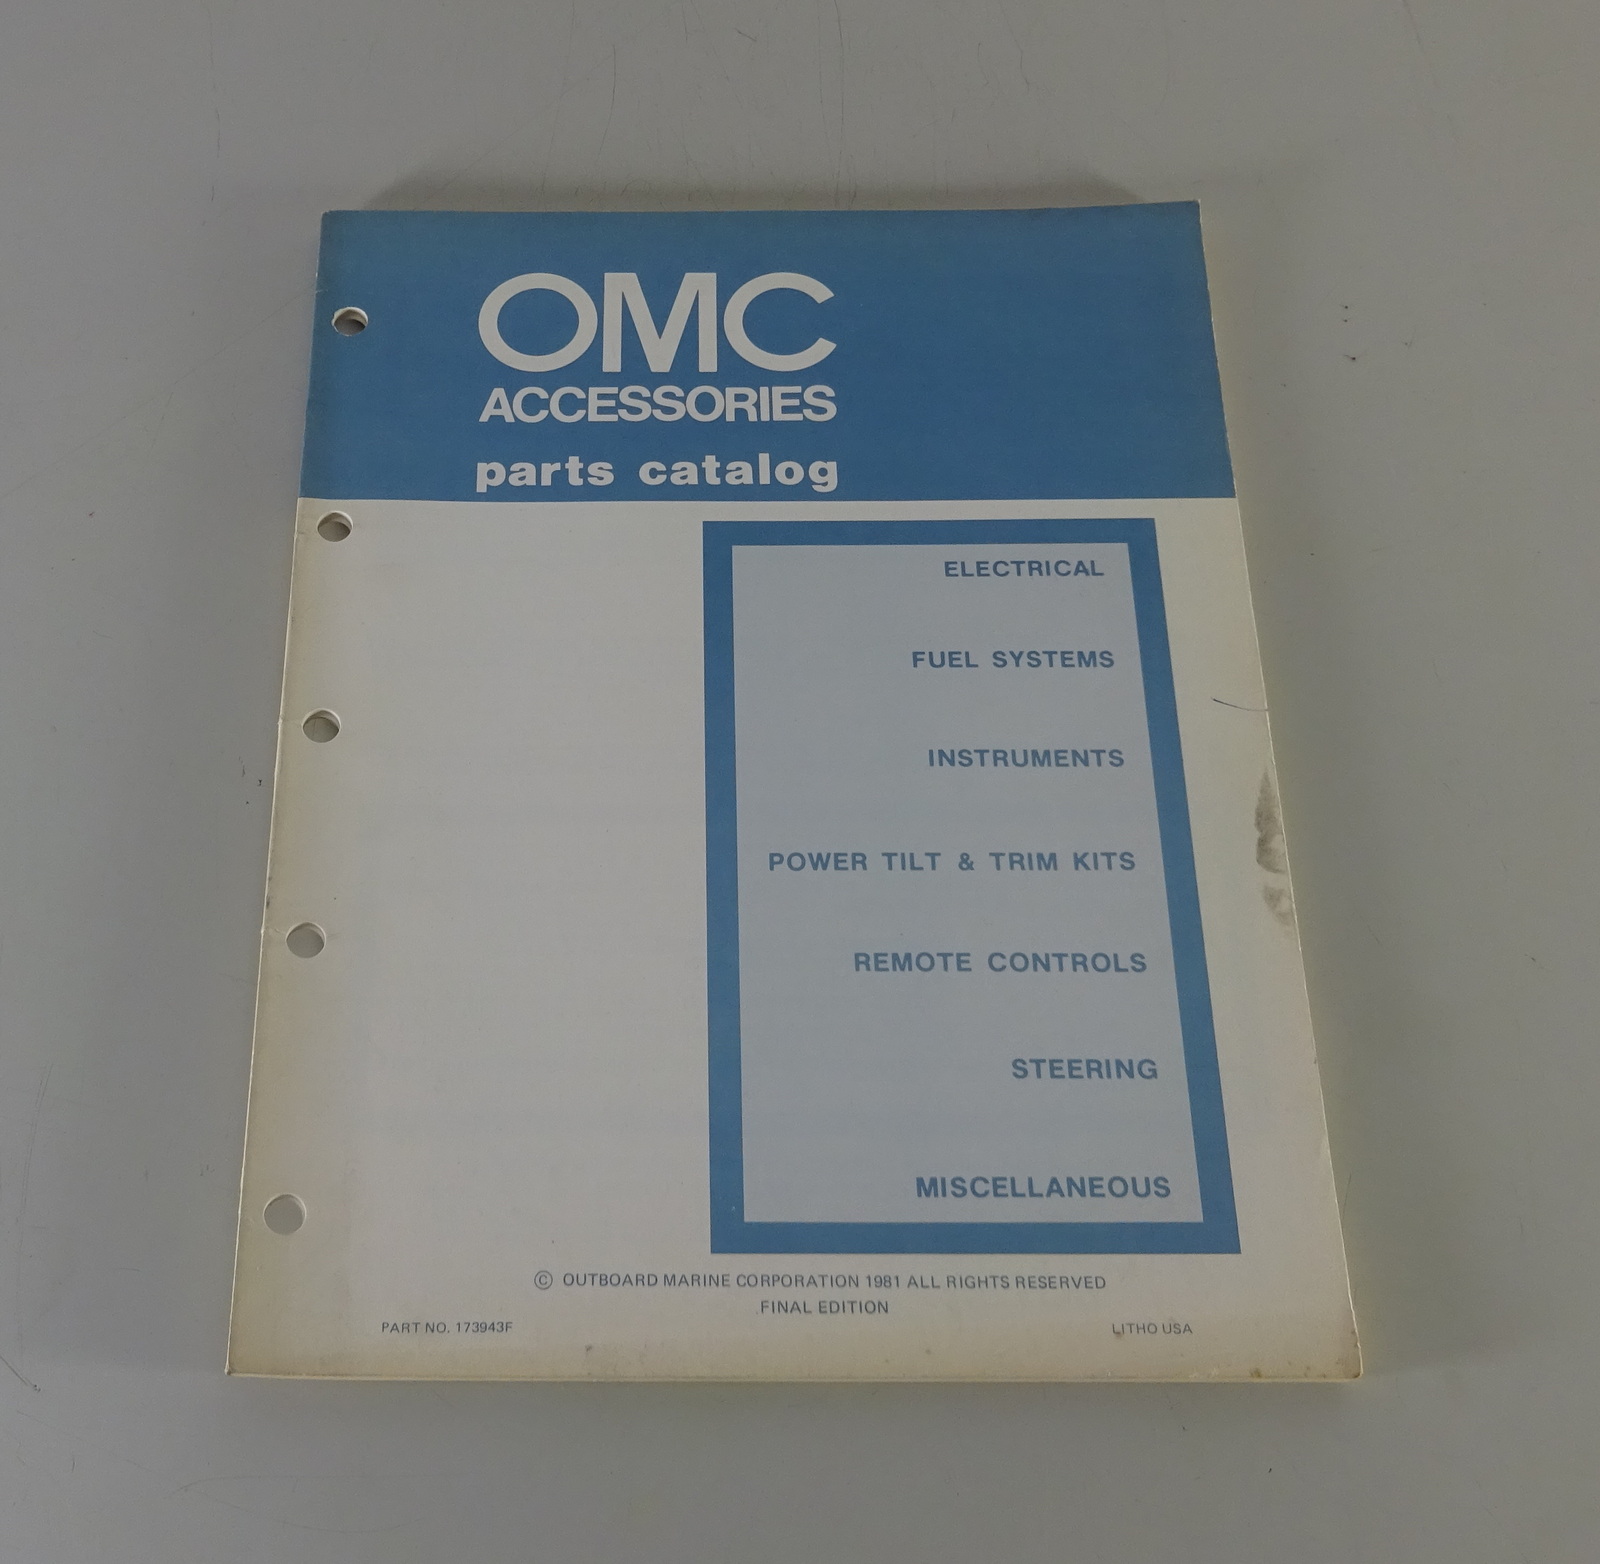 OMC
ACCESSORIES
parts catalog
ELECTRICAL
FUEL SYSTEMS
INSTRUMENTS
POWER TILT & TRIM KITS
REMOTE CONTROLS
STEERING
MISCELLANEOUS
© OUTBOARD MARINE CORPORATION 1981 ALL RIGHTS RESERVED
FINAL EDITION
PART NO. 173943F
LITHO USA